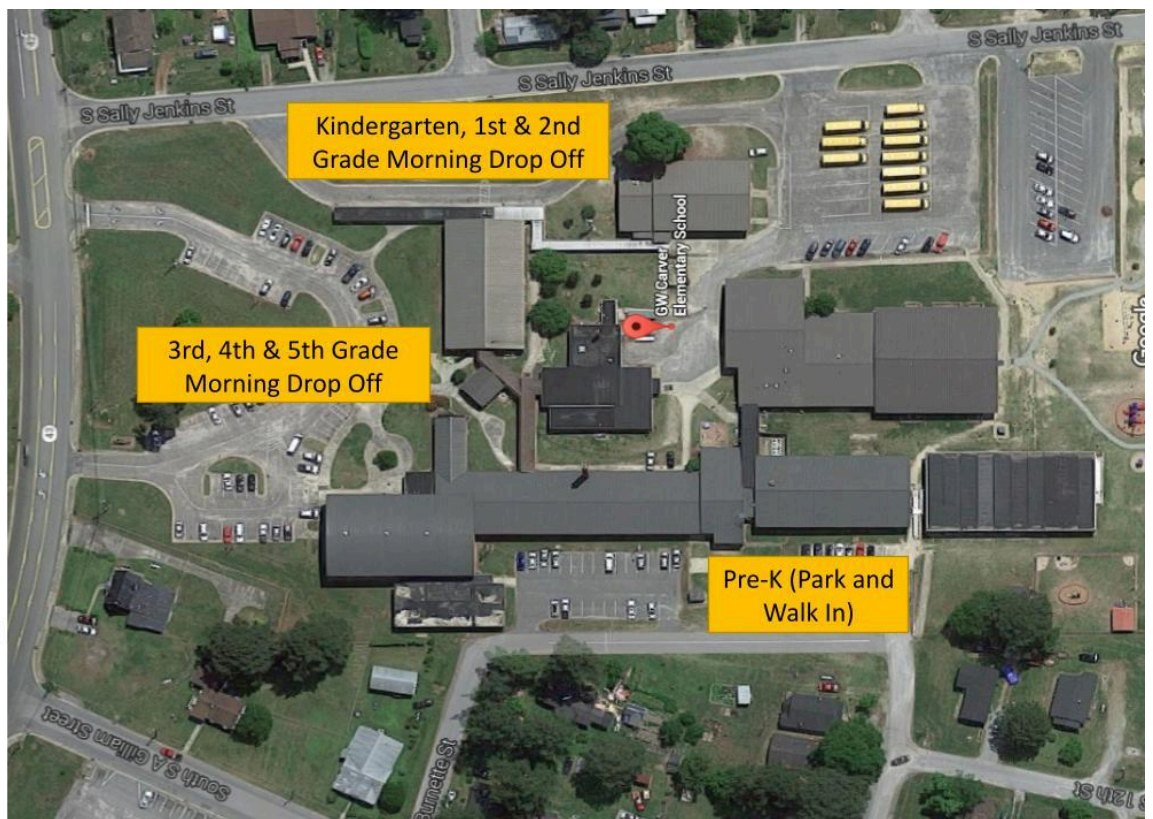 S Sally Jenkins St
S Sally Jenkins St
S Sally Jenkins St
Kindergarten, 1st & 2nd
Grade Morning Drop Off
GW Carver
Elementary School
Google
3rd, 4th & 5th Grade
Morning Drop Off
41
Pre-K (Park and
Walk In)
South S A Gilliam Street
Burnette St
S 12th St